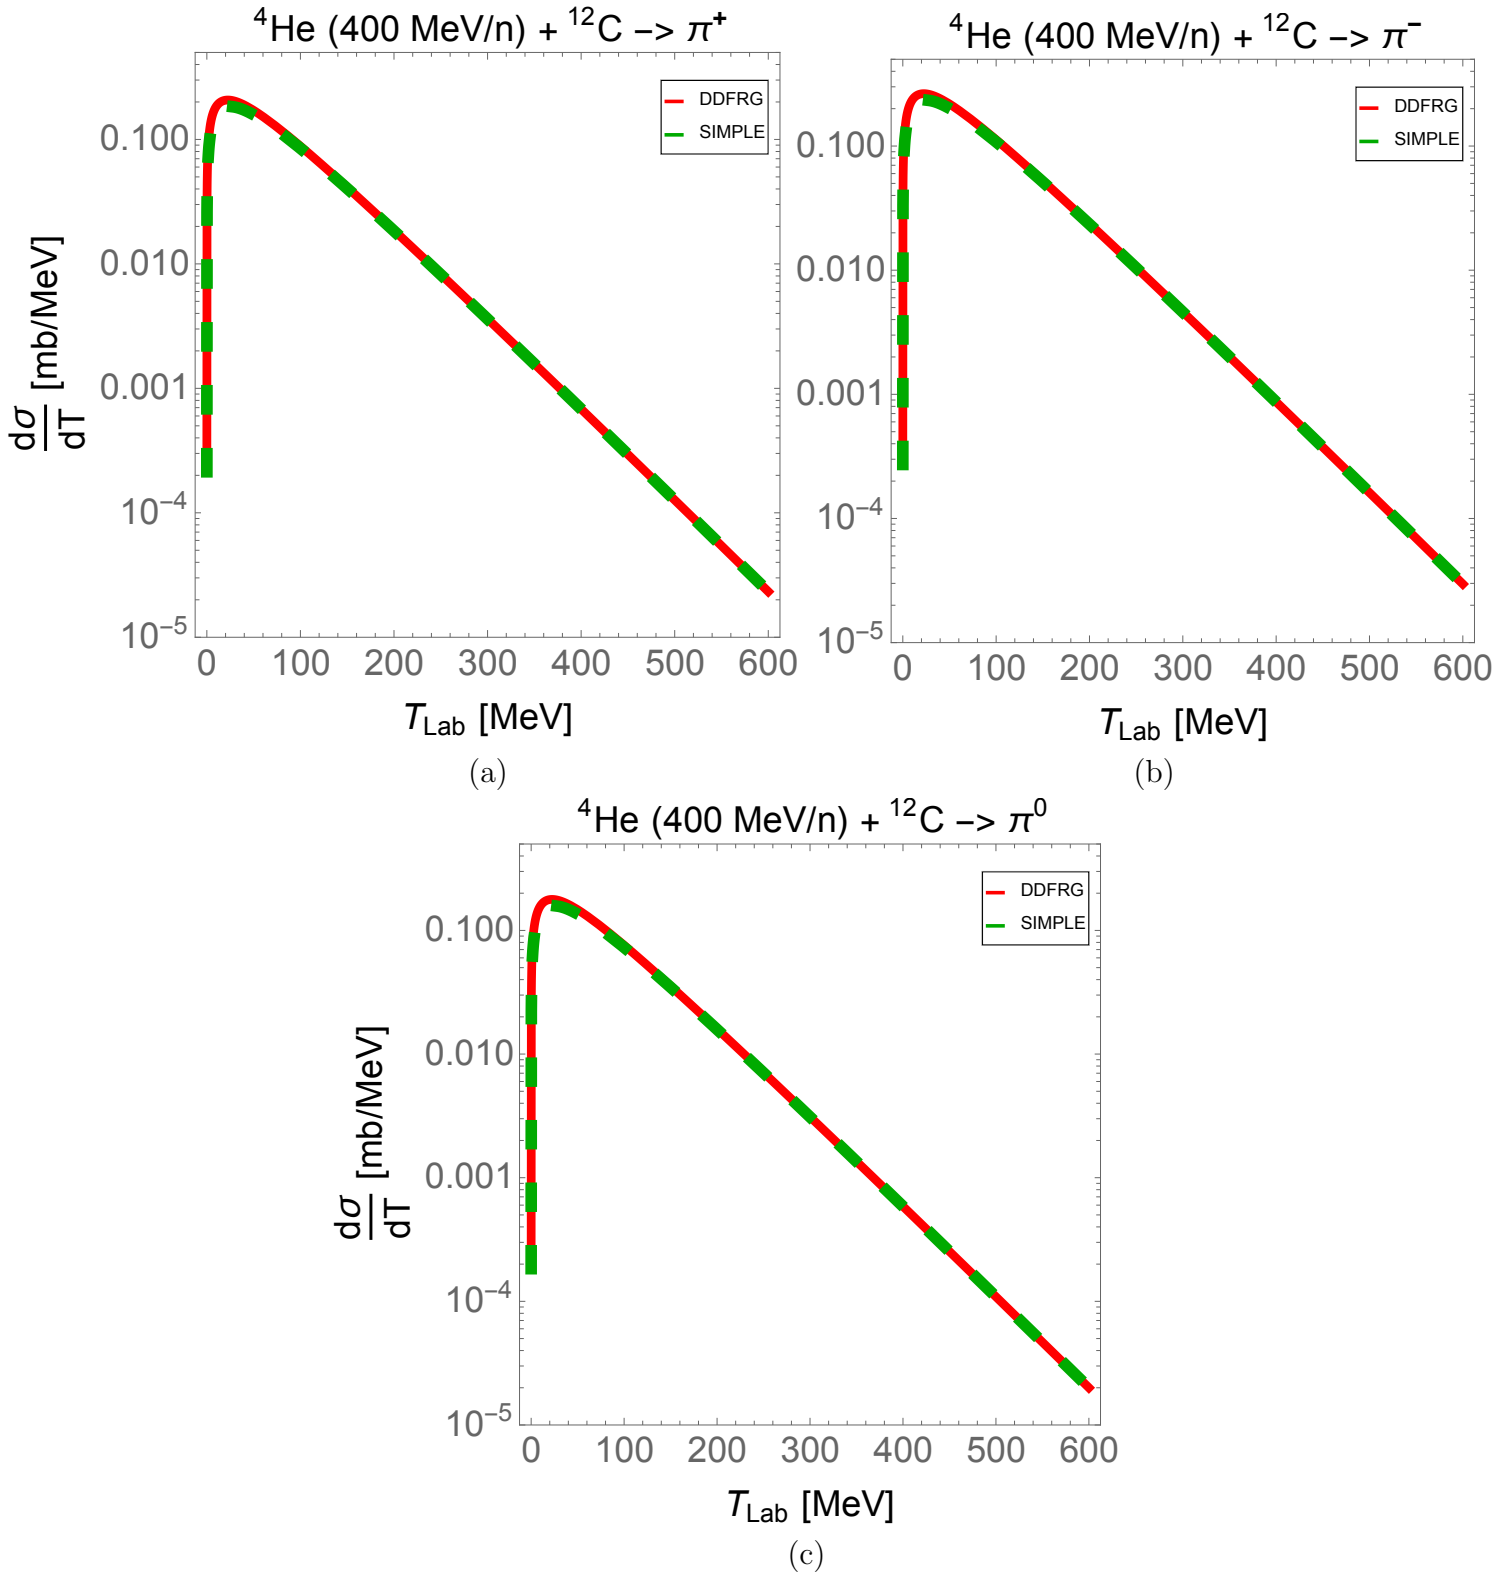 ⁴He (400 MeV/n) + ¹²C −> π⁺
DDFRG
SIMPLE
0.100
0.010
0.001
10⁻⁴
10⁻⁵
dσ
dT
[mb/MeV]
0 100 200 300 400 500 600
T_Lab [MeV]
(a)
⁴He (400 MeV/n) + ¹²C −> π⁻
DDFRG
SIMPLE
0.100
0.010
0.001
10⁻⁴
10⁻⁵
0 100 200 300 400 500 600
T_Lab [MeV]
(b)
⁴He (400 MeV/n) + ¹²C −> π⁰
DDFRG
SIMPLE
0.100
0.010
0.001
10⁻⁴
10⁻⁵
dσ
dT
[mb/MeV]
0 100 200 300 400 500 600
T_Lab [MeV]
(c)